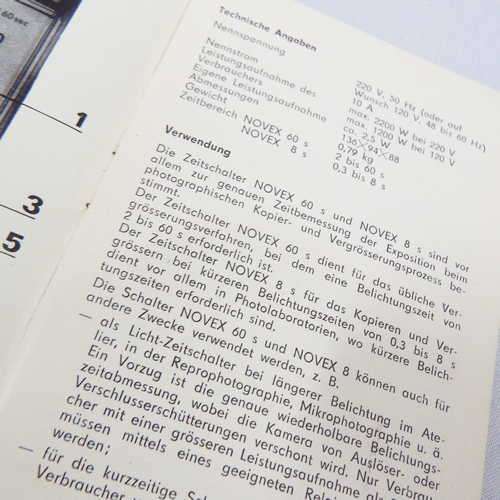 60 sec
1
3
5
Technische Angaben
Nennspannung
220 V, 50 Hz (oder auf
Wunsch 120 V, 48 bis 60 Hz)
Nennstrom
10 A
Leistungsaufnahme des
Verbrauchers
max. 2200 W bei 220 V
max. 1200 W bei 120 V
Eigene Leistungsaufnahme
ca. 2,5 W
Abmessungen
136×94×88
Gewicht
0,79 kg
Zeitbereich NOVEX 60 s
2 bis 60 s
NOVEX 8 s
0,3 bis 8 s
Verwendung
Die Zeitschalter NOVEX 60 s und NOVEX 8 s sind vor
allem zur genauen Zeitbemessung der Exposition beim
photographischen Kopier- und Vergrösserungsprozess be-
stimmt.
Der Zeitschalter NOVEX 60 s dient für das übliche Ver-
grösserungsverfahren, bei dem eine Belichtungszeit von
2 bis 60 s erforderlich ist.
Der Zeitschalter NOVEX 8 s für das Kopieren und Ver-
grössern bei kürzeren Belichtungszeiten von 0,3 bis 8 s
dient vor allem in Photolaboratorien, wo kürzere Belich-
tungszeiten erforderlich sind.
Die Schalter NOVEX 60 s und NOVEX 8 können auch für
andere Zwecke verwendet werden, z. B.
— als Licht-Zeitschalter bei längerer Belichtung im Ate-
lier, in der Reprophotographie, Mikrophotographie u. ä.
Ein Vorzug ist die genaue wiederholbare Belichtungs-
zeitabmessung, wobei die Kamera von Auslöser- oder
Verschlusserschütterungen verschont wird. Nur Verbrau-
cher mit einer grösseren Leistungsaufnahme als
müssen mittels eines geeigneten
werden;
— für die kurzzeitige
Verbraucher